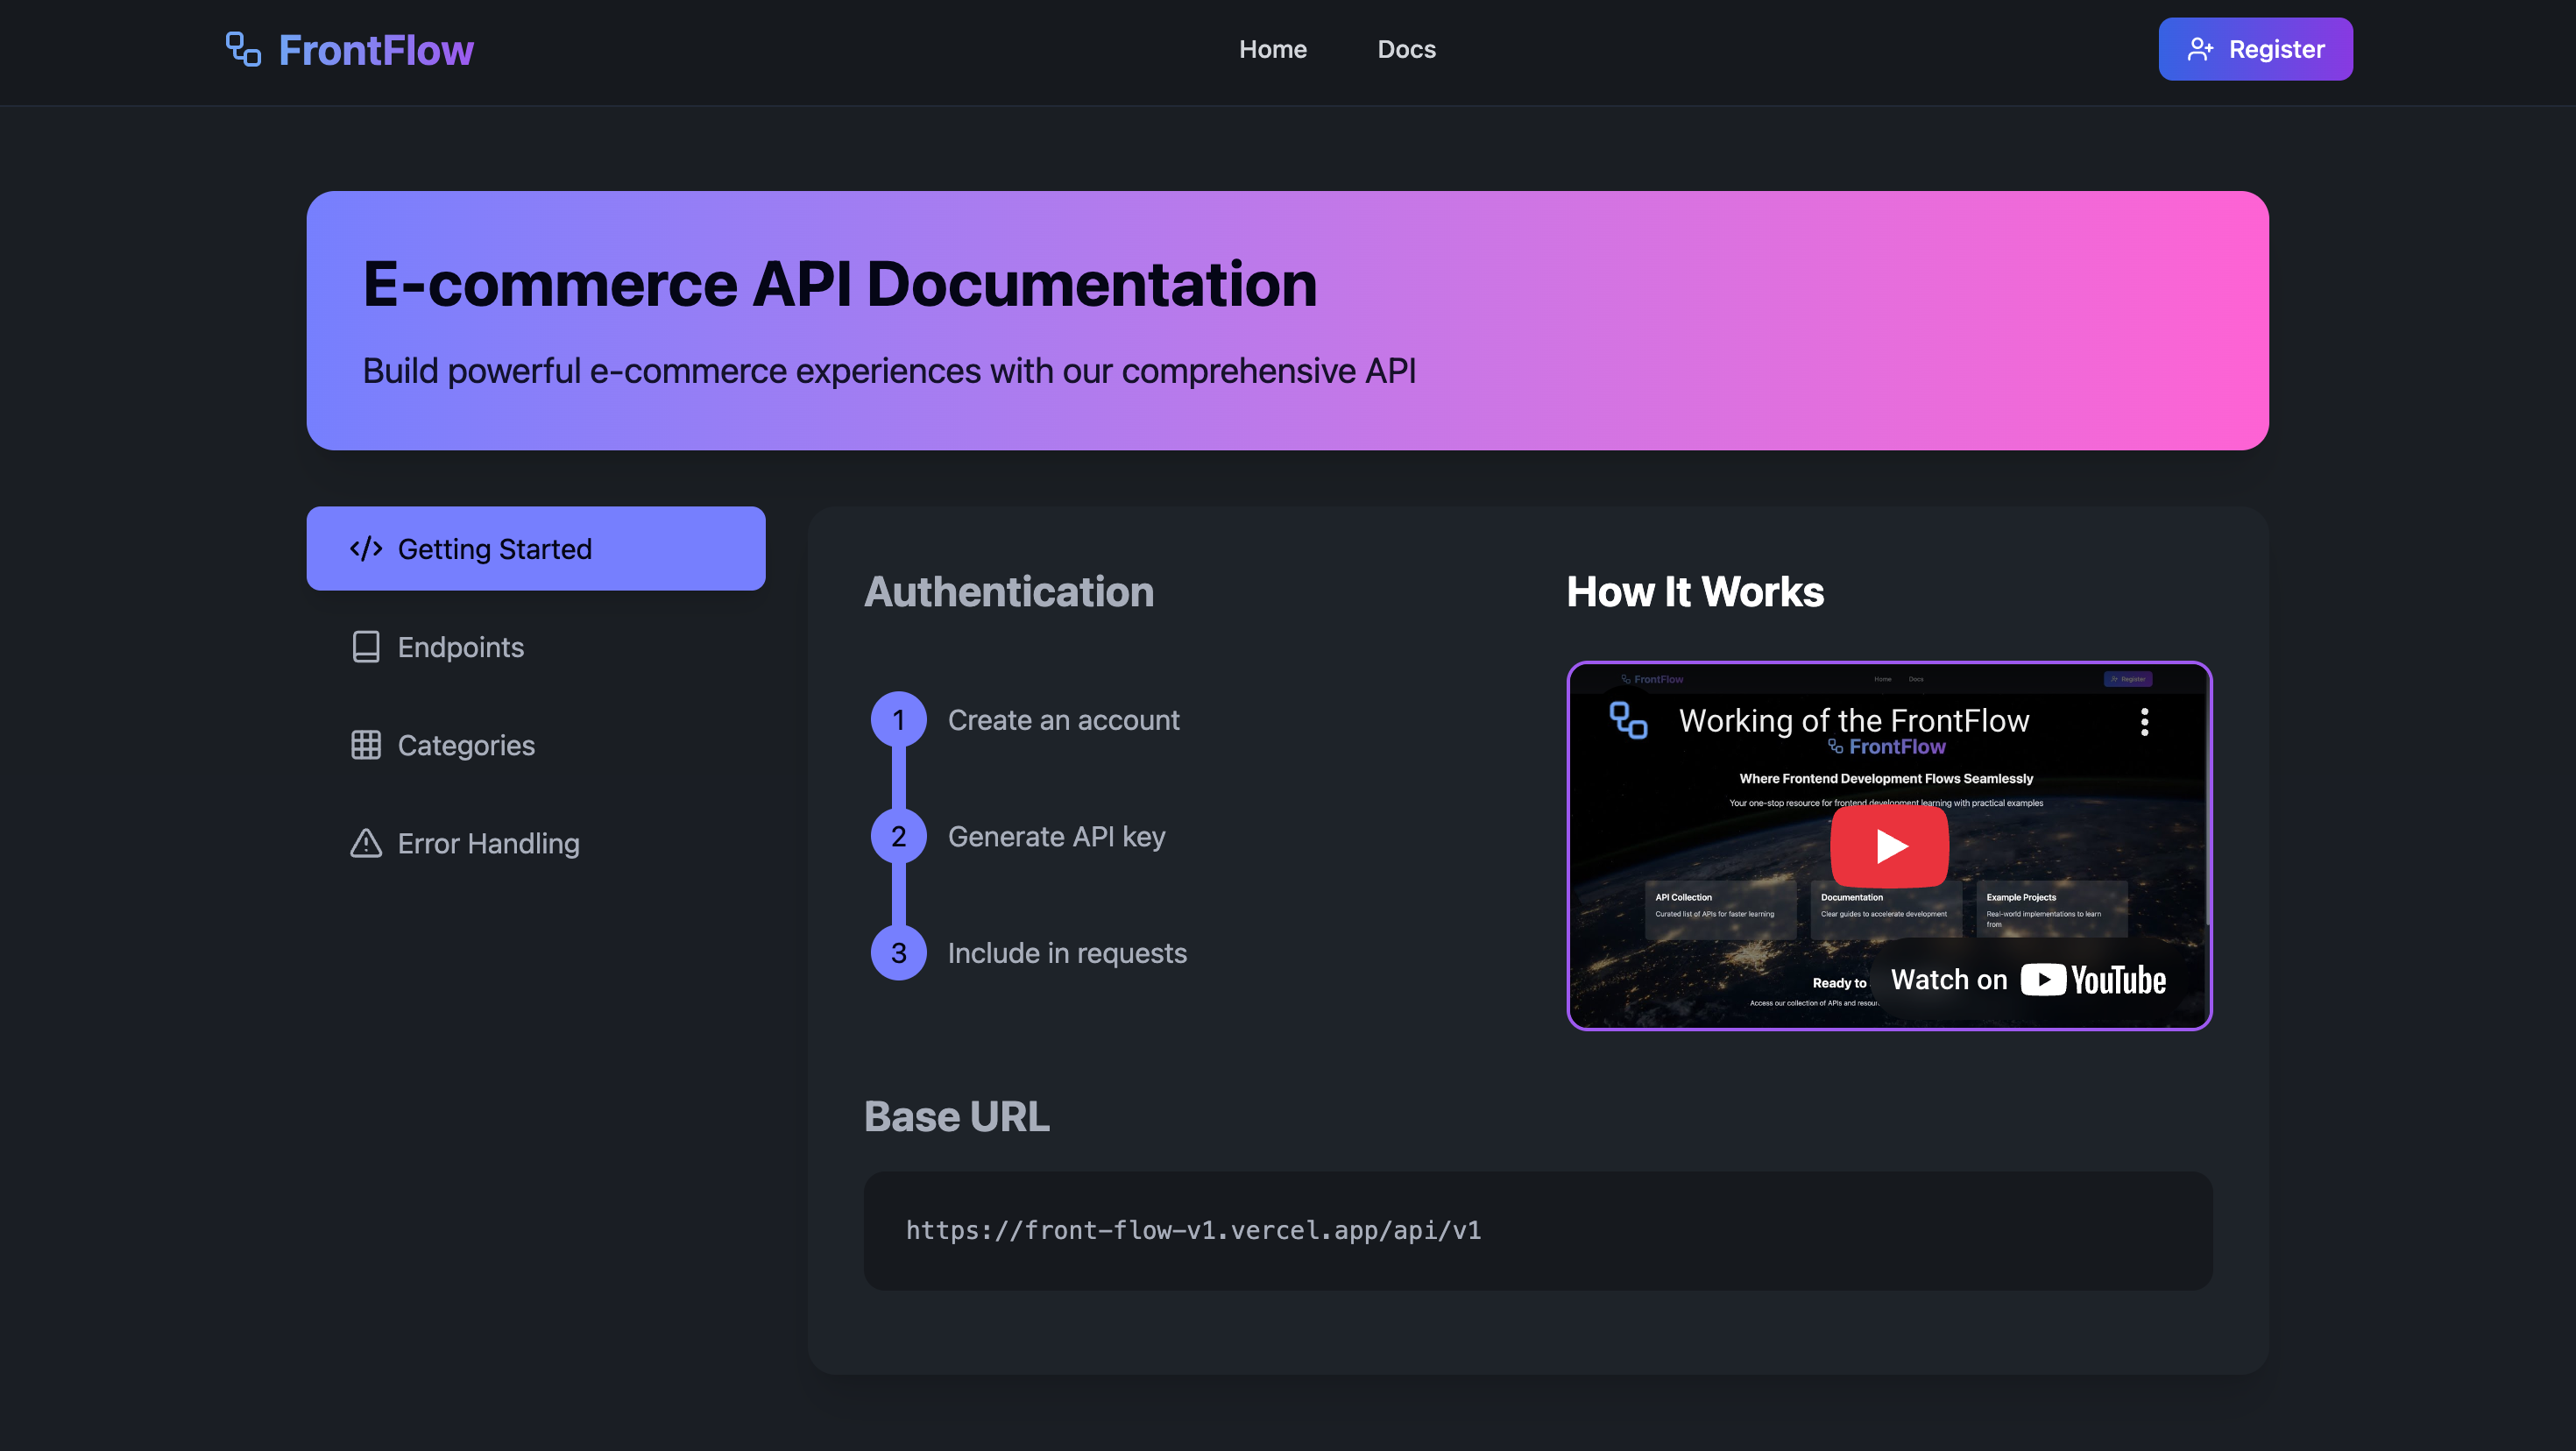 FrontFlow
Home
Docs
Register
E-commerce API Documentation
Build powerful e-commerce experiences with our comprehensive API
Getting Started
Endpoints
Categories
Error Handling
Authentication
1 Create an account
2 Generate API key
3 Include in requests
How It Works
FrontFlow
Home
Docs
Register
Working of the FrontFlow
FrontFlow
Where Frontend Development Flows Seamlessly
Your one-stop resource for frontend development learning with practical examples
API Collection
Curated list of APIs for faster learning
Documentation
Clear guides to accelerate development
Example Projects
Real-world implementations to learn
from
Ready to
Access our collection of APIs and resour
Watch on YouTube
Base URL
https://front-flow-v1.vercel.app/api/v1